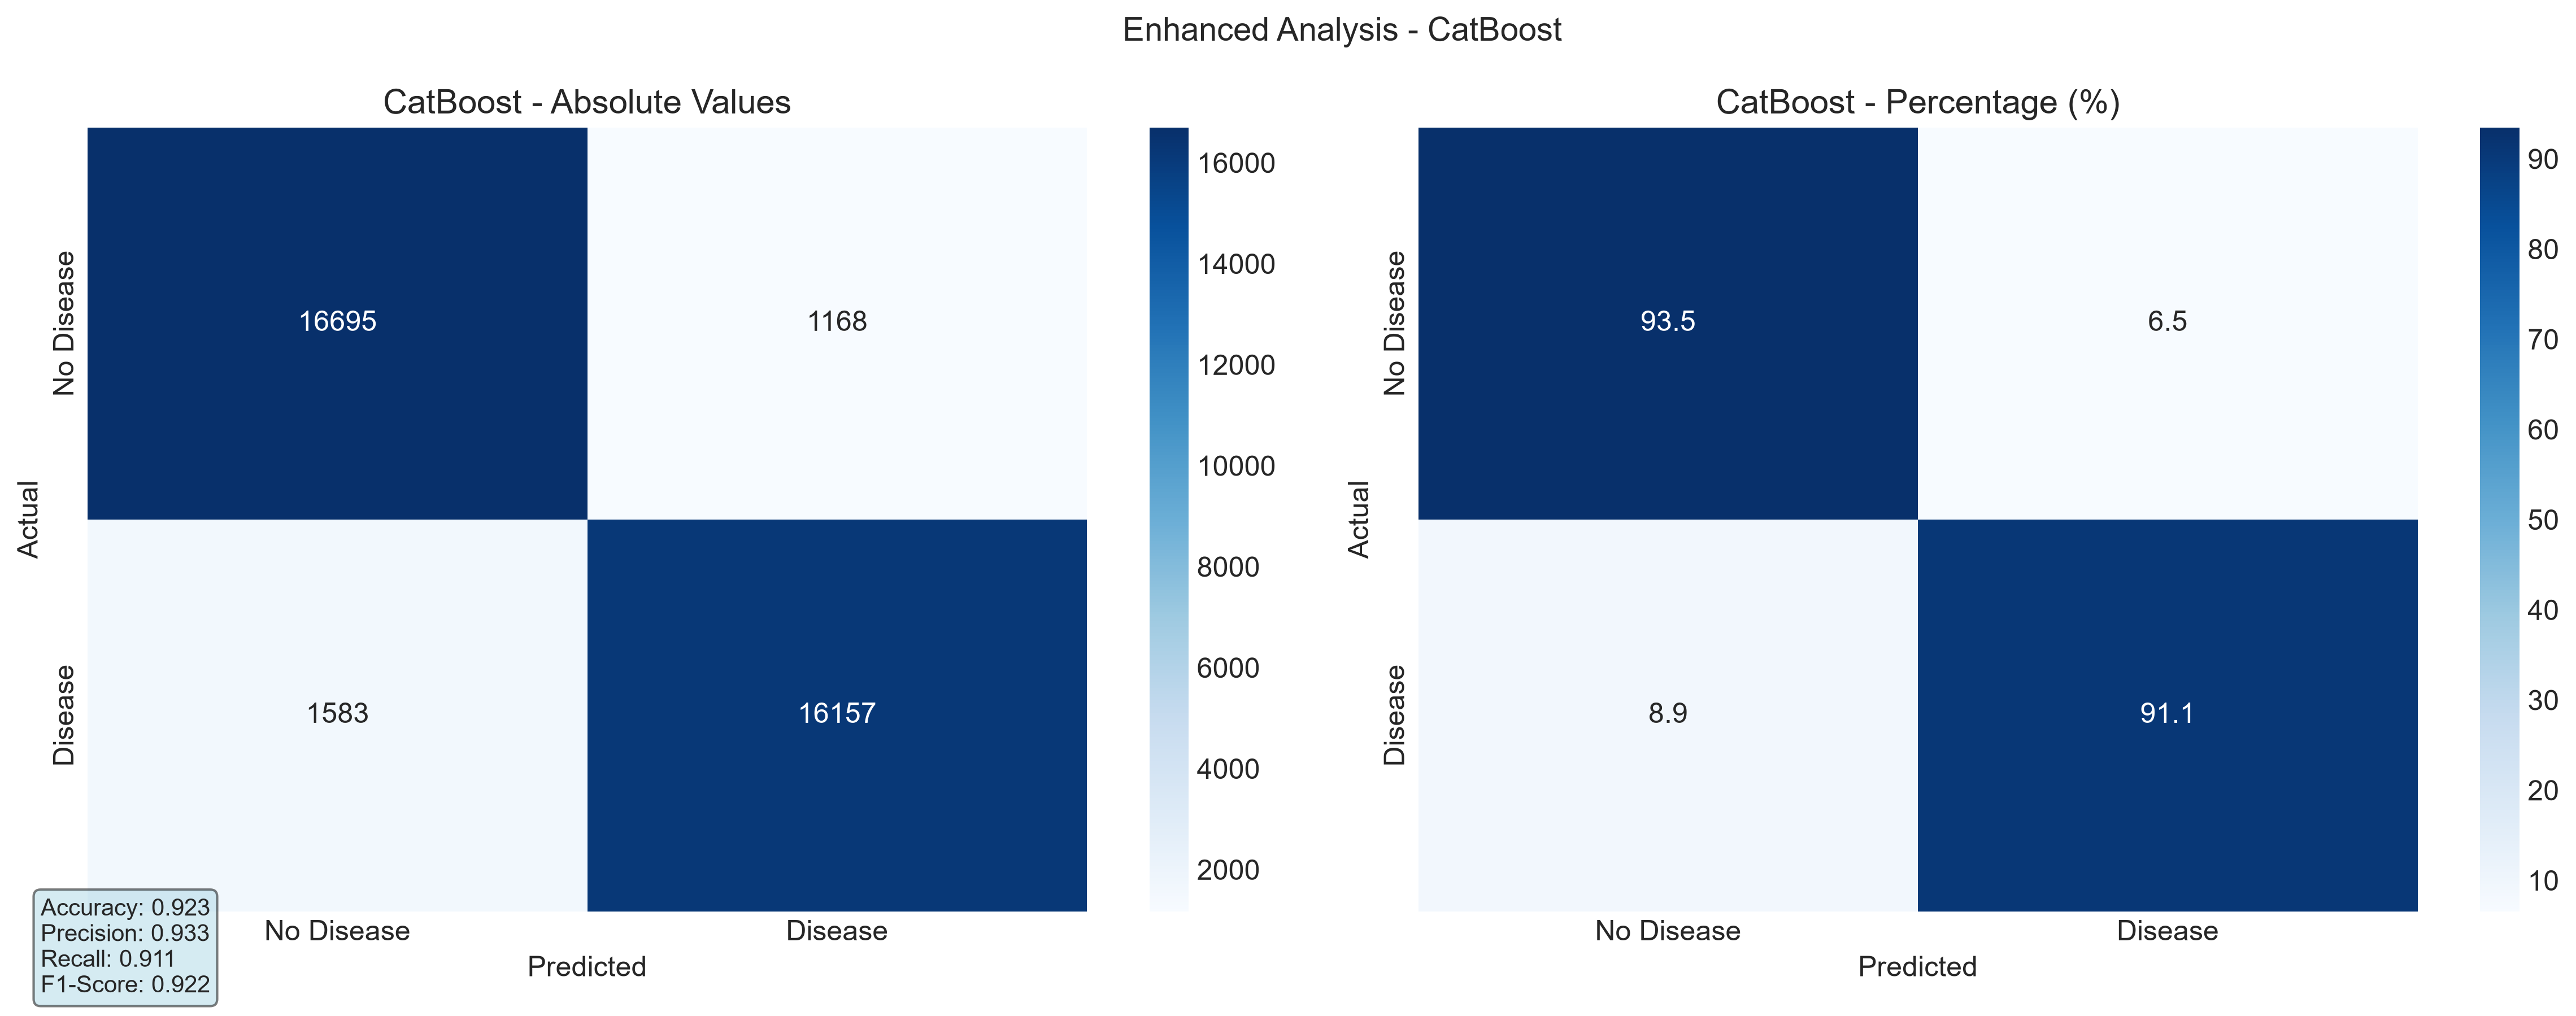 Enhanced Analysis - CatBoost
CatBoost - Absolute Values
16695
1168
1583
16157
No Disease
Disease
Actual
No Disease
Disease
Predicted
16000
14000
12000
10000
8000
6000
4000
2000
Accuracy: 0.923
Precision: 0.933
Recall: 0.911
F1-Score: 0.922
CatBoost - Percentage (%)
93.5
6.5
8.9
91.1
No Disease
Disease
Actual
No Disease
Disease
Predicted
90
80
70
60
50
40
30
20
10